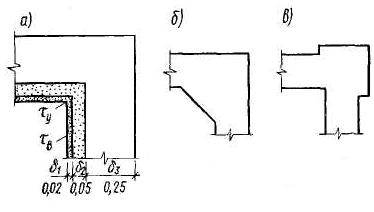 а) б) в)
τу
τв
δ1 δ2 δ3
0,02 0,05 0,25